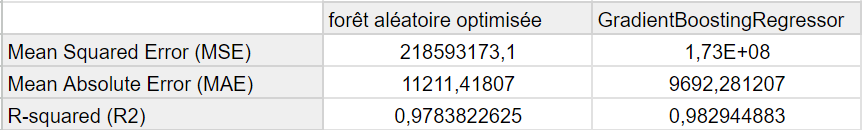 forêt aléatoire optimisée GradientBoostingRegressor
Mean Squared Error (MSE) 218593173,1 1,73E+08
Mean Absolute Error (MAE) 11211,41807 9692,281207
R-squared (R2) 0,9783822625 0,982944883